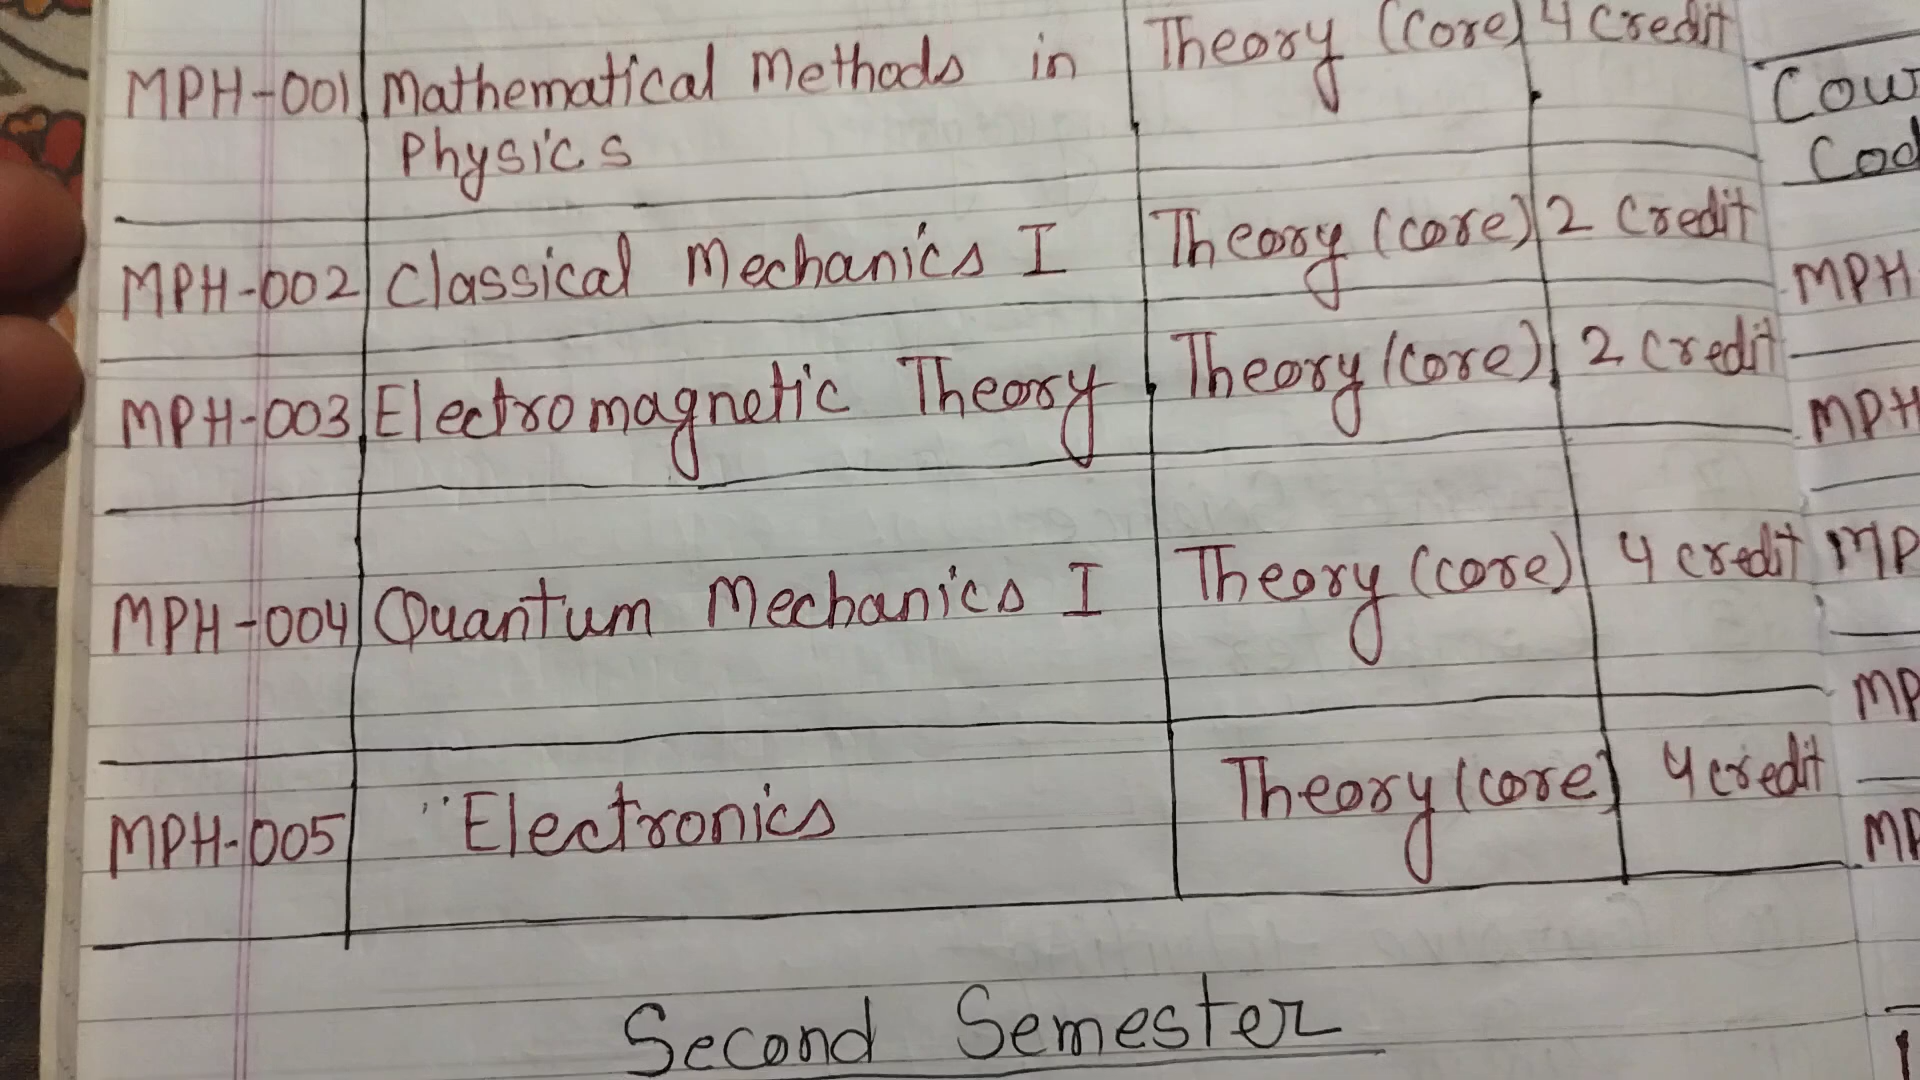 MPH-001 Mathematical Methods in Theory (Core) 4 Credit
Physics
MPH-002 Classical Mechanics I Theory (core) 2 Credit
MPH-003 Electromagnetic Theory Theory (core) 2 Credit
MPH-004 Quantum Mechanics I Theory (core) 4 credit
MPH-005 Electronics Theory (core) 4 credit
Second Semester
MPH
MPH